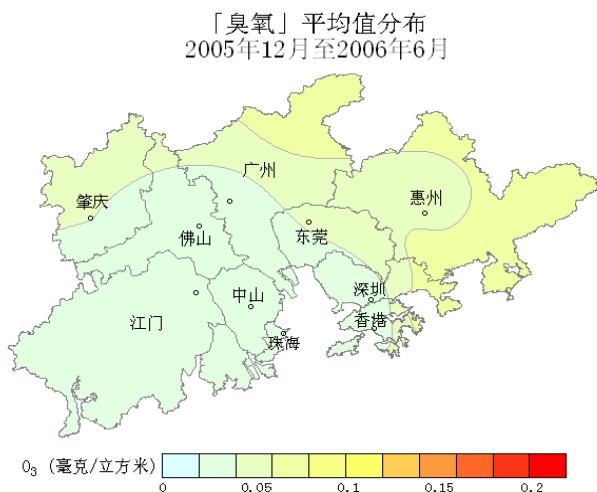 「臭氧」平均值分布
2005年12月至2006年6月
广州
肇庆
惠州
佛山
东莞
深圳
中山
江门
香港
珠海
O3 (毫克/立方米)
0 0.05 0.1 0.15 0.2